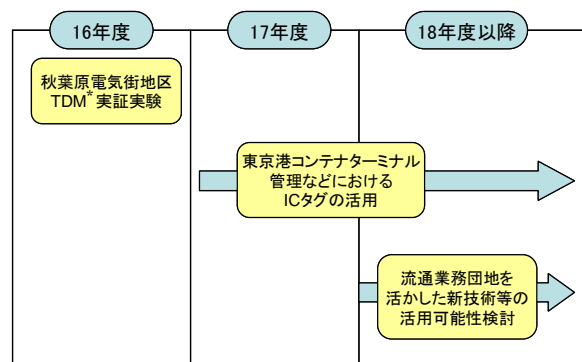 16年度
17年度
18年度以降
秋葉原電気街地区
TDM*実証実験
東京港コンテナターミナル
管理などにおける
ICタグの活用
流通業務団地を
活かした新技術等の
活用可能性検討